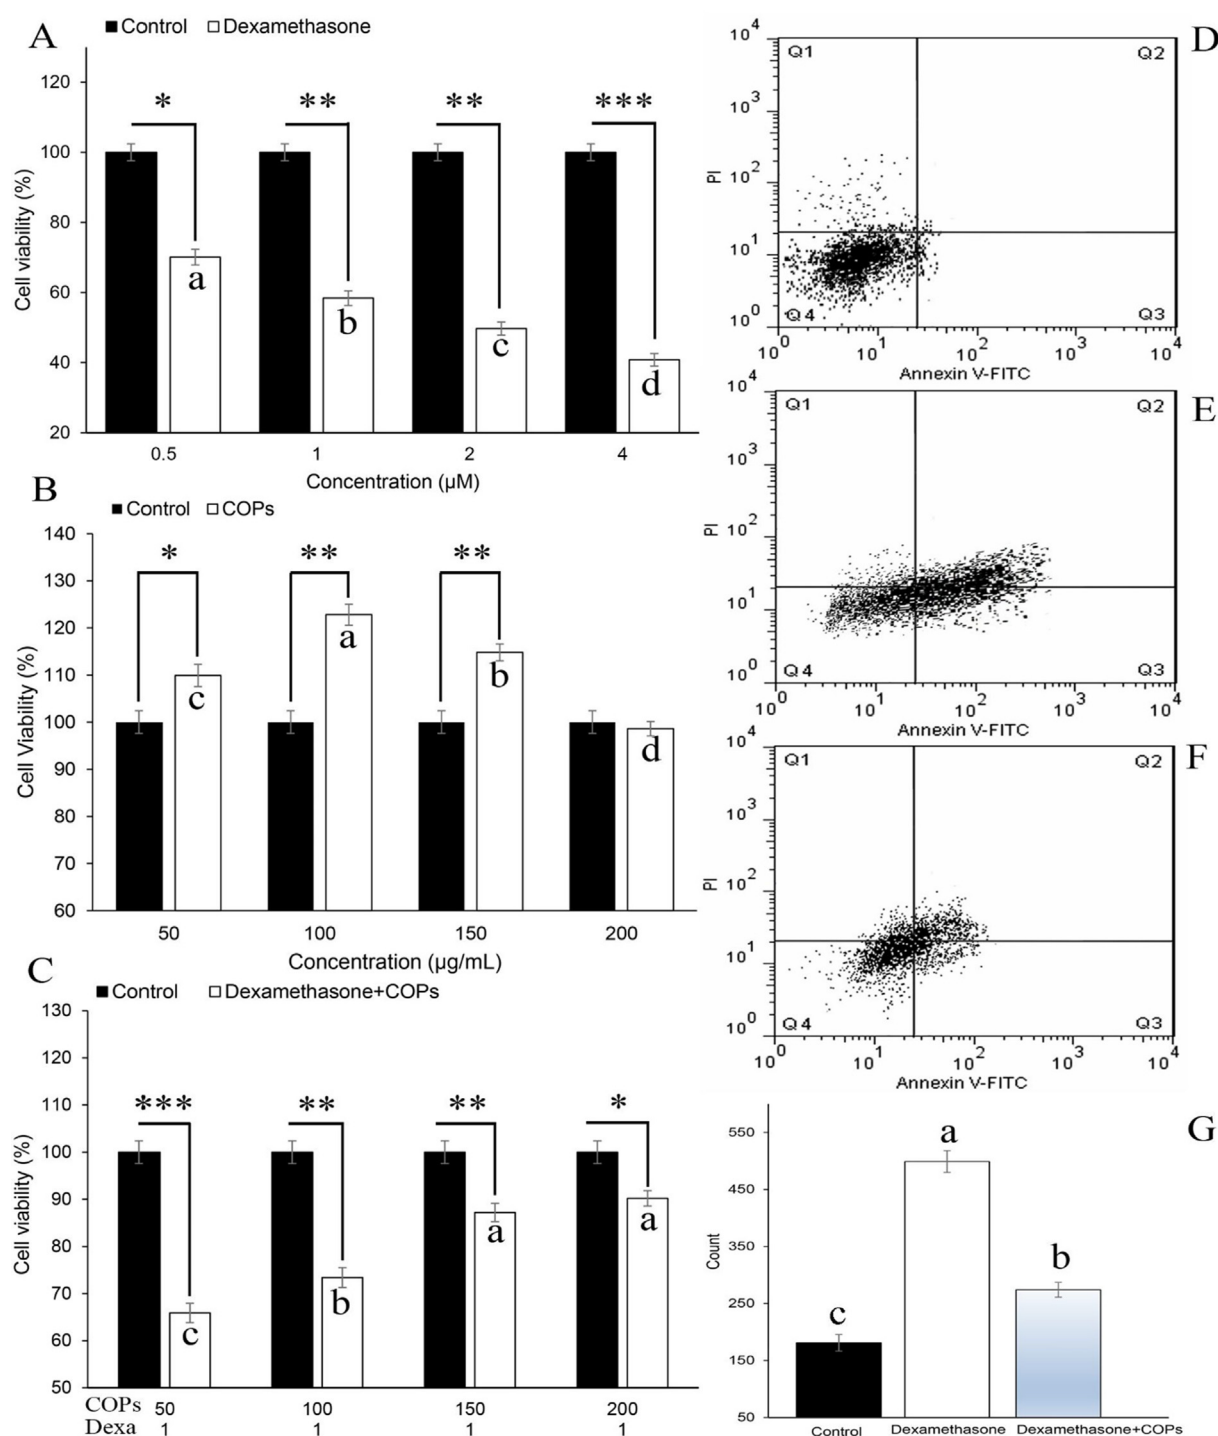 A
■ Control □ Dexamethasone
Cell viability (%)
120
100
80
60
40
20
* ** ** ***
a b c d
0.5 1 2 4
Concentration (µM)
B
■ Control □ COPs
Cell Viability (%)
140
130
120
110
100
90
80
70
60
* ** **
c a b d
50 100 150 200
Concentration (µg/mL)
C
■ Control □ Dexamethasone+COPs
Cell viability (%)
130
120
110
100
90
80
70
60
50
*** ** ** *
c b a a
COPs 50 100 150 200
Dexa 1 1 1 1
D
Q1 Q2
Q4 Q3
PI
10^4
10^3
10^2
10^1
10^0
10^0 10^1 10^2 10^3 10^4
Annexin V-FITC
E
Q1 Q2
Q4 Q3
PI
10^4
10^3
10^2
10^1
10^0
10^0 10^1 10^2 10^3 10^4
Annexin V-FITC
F
Q1 Q2
Q4 Q3
PI
10^4
10^3
10^2
10^1
10^0
10^0 10^1 10^2 10^3 10^4
Annexin V-FITC
G
Count
550
450
350
250
150
50
c a b
Control Dexamethasone Dexamethasone+COPs